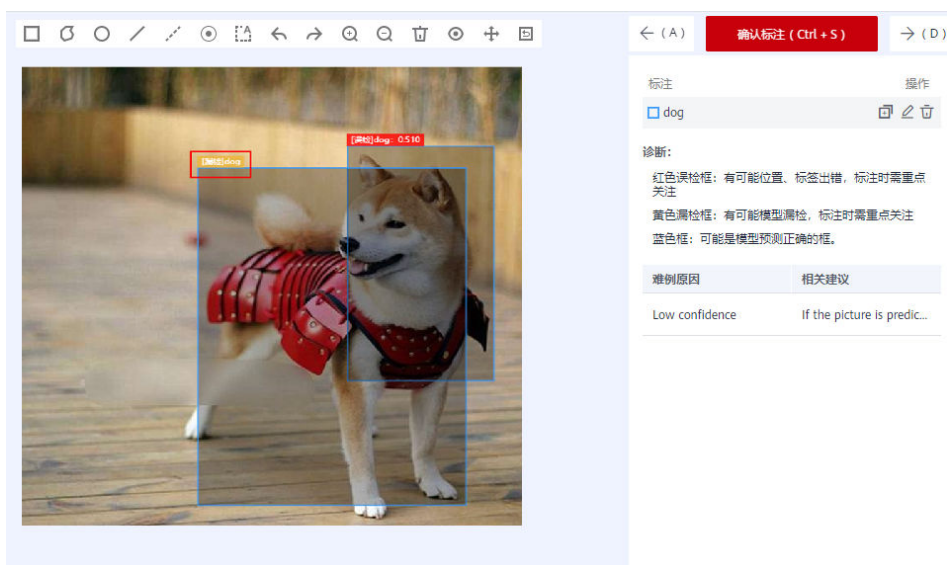 ← ( A )
确认标注 ( Ctrl + S )
→ ( D )
标注 操作
dog
诊断：
红色误检框：有可能位置、标签出错，标注时需重点
关注
黄色漏检框：有可能模型漏检，标注时需重点关注
蓝色框：可能是模型预测正确的框。
难例原因 相关建议
Low confidence If the picture is predic...
[误检]dog: 0.510
[漏检]dog